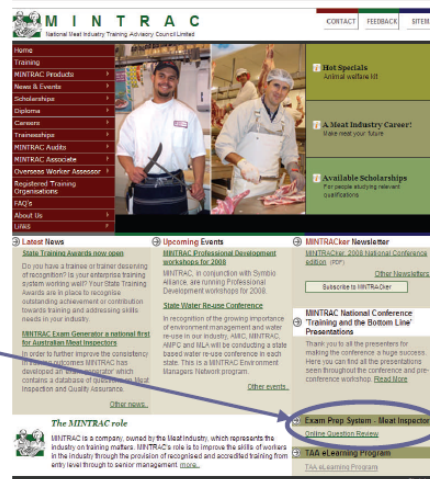 MINTRAC
National Meat Industry Training Advisory Council Limited
CONTACT
FEEDBACK
SITEM
Home
Training
MINTRAC Products
News & Events
Scholarships
Diploma
Careers
Traineeships
MINTRAC Audits
MINTRAC Associate
Overseas Worker Assessor
Registered Training
Organisations
FAQ's
About Us
Links
Hot Specials
Animal welfare kit
A Meat Industry Career!
Make meat your future
Available Scholarships
For people studying relevant
qualifications
Latest News
State Training Awards now open
Do you have a trainee or trainer deserving
of recognition? Is your enterprise training
system working well? Your State Training
Awards are in place to recognise
outstanding achievement or contribution
towards training and addressing skills
needs in your industry.
MINTRAC Exam Generator a national first
for Australian Meat Inspectors
In order to further improve the consistency
in training outcomes MINTRAC has
developed an exam generator which
contains a database of questions on Meat
Inspection and Quality Assurance.
Other news..
Upcoming Events
MINTRAC Professional Development
workshops for 2008
MINTRAC, in conjunction with Symbio
Alliance, are running Professional
Development workshops for 2008.
State Water Re-use Conference
In recognition of the growing importance
of environment management and water
re-use in our industry, AMIC, MINTRAC,
AMPC and MLA will be conducting a state
based water re-use conference in each
state. This is a MINTRAC Environment
Managers Network program.
Other events..
MINTRACker Newsletter
MINTRACker, 2008 National Conference
edition (PDF)
Other Newsletters
Subscribe to MINTRACker
MINTRAC National Conference
'Training and the Bottom Line'
Presentations
Thank you to all the presenters for
making the conference a huge success.
Here you can find all the presentations
seen throughout the conference and pre-
conference workshop. Read More
Exam Prep System - Meat Inspector
Online Question Review
TAA eLearning Program
TAA eLearning Program
The MINTRAC role
MINTRAC is a company, owned by the Meat Industry, which represents the
industry on training matters. MINTRAC's role is to improve the skills of workers
in the industry through the provision of recognised and accredited training from
entry level through to senior management. more..